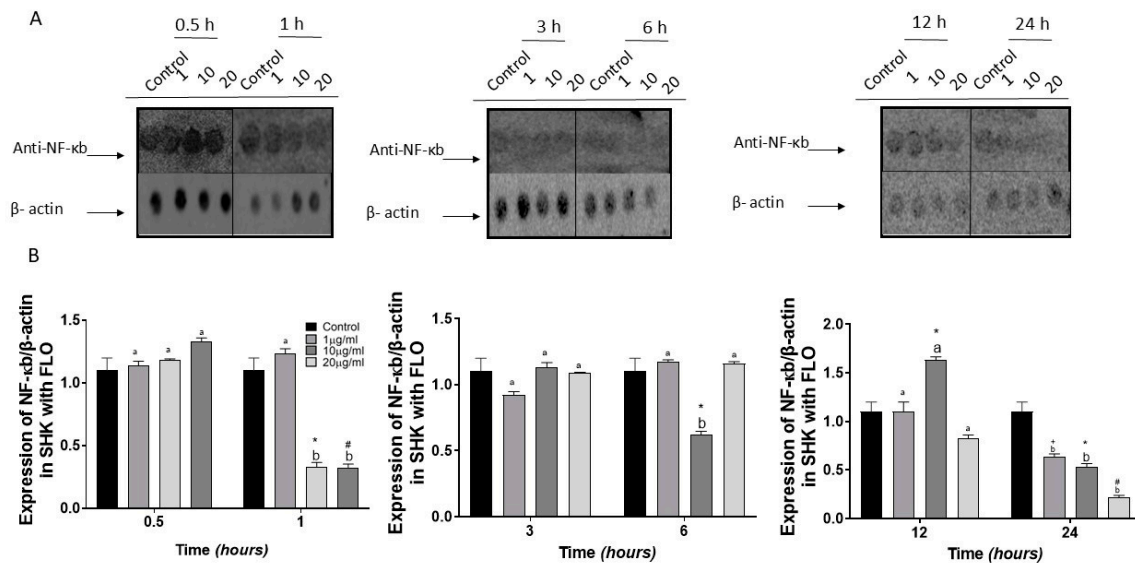 A
0.5 h
1 h
3 h
6 h
12 h
24 h
Control
1
10
20
Control
1
10
20
Control
1
10
20
Control
1
10
20
Control
1
10
20
Control
1
10
20
Anti-NF-κb
Anti-NF-κb
Anti-NF-κb
β- actin
β- actin
β- actin
B
Expression of NF-κb/β-actin
in SHK with FLO
1.5
1.0
0.5
0.0
a
a
a
a
*
b
#
b
Control
1µg/ml
10µg/ml
20µg/ml
0.5
1
Time (hours)
Expression of NF-κb/β-actin
in SHK with FLO
1.5
1.0
0.5
0.0
a
a
a
a
*
b
a
3
6
Time (hours)
Expression of NF-κb/β-actin
in SHK with FLO
2.0
1.5
1.0
0.5
0.0
a
*
a
a
+
b
*
b
#
b
12
24
Time (hours)